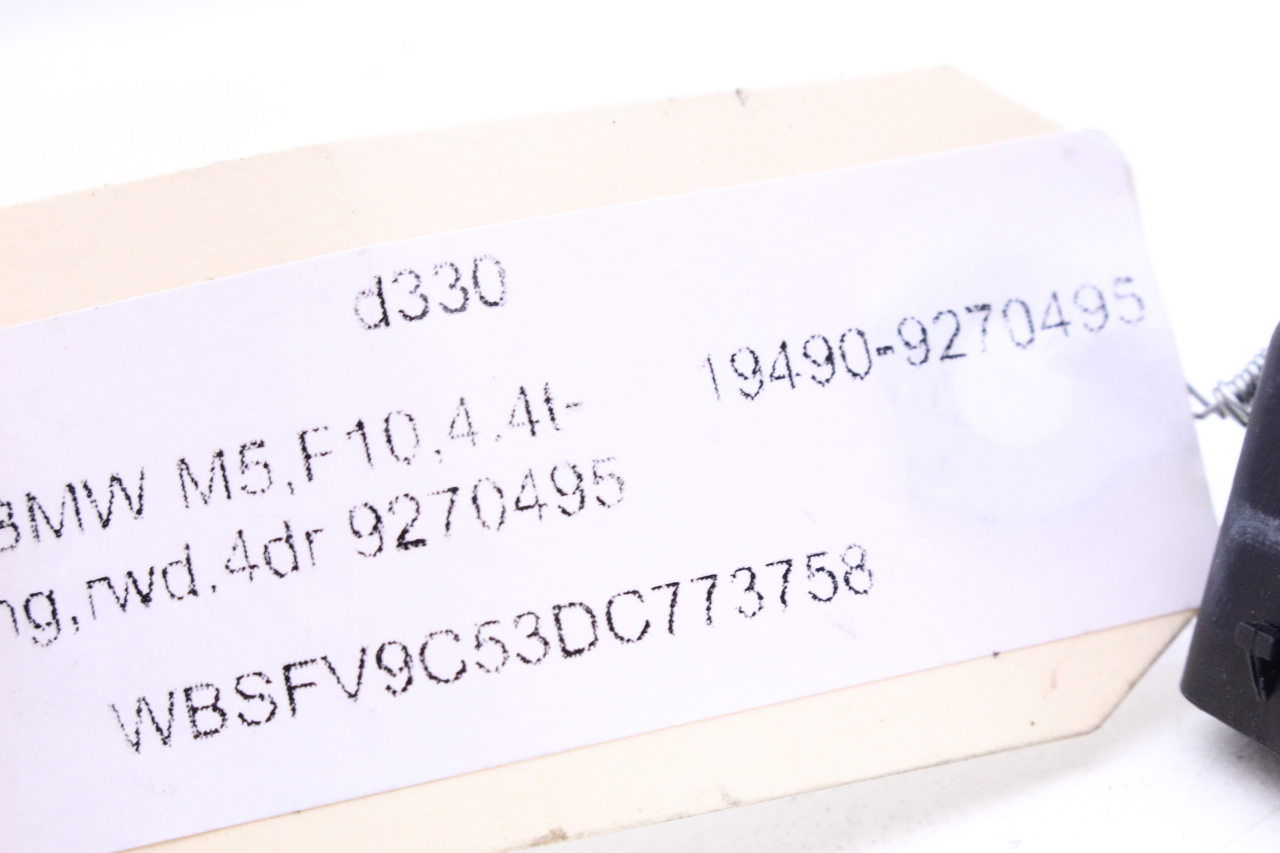 d330
19490-9270495
BMW M5,F10,4.4t-
ng,rwd,4dr 9270495
WBSFV9C53DC773758